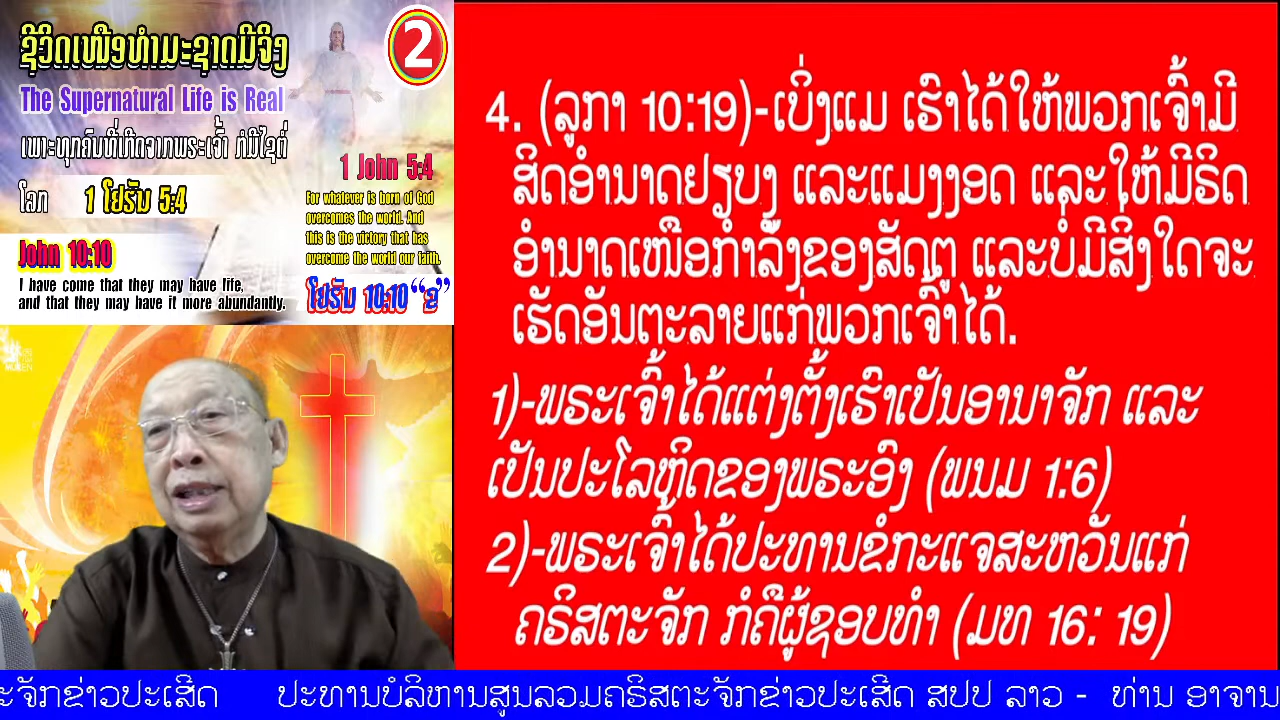 ຊີວິດເໜືອທຳມະຊາດມີຈິງ
2
The Supernatural Life is Real
ເພາະທຸກຄົນທີ່ເກີດຈາກພຣະເຈົ້າ ກໍມີໄຊຕໍ່
ໂລກ 1 ໂຢຮັນ 5:4
1 John 5:4
For whatever is born of God
overcomes the world. And
this is the victory that has
overcome the world our faith.
John 10:10
I have come that they may have life,
and that they may have it more abundantly.
ໂຢຮັນ 10:10 “ຂ”
4. (ລູກາ 10:19)-ເບິ່ງແມ ເຮົາໄດ້ໃຫ້ພວກເຈົ້າມີ
ສິດອຳນາດຢຽບງູ ແລະແມງງອດ ແລະໃຫ້ມີຣິດ
ອຳນາດເໜືອກຳລັງຂອງສັດຕູ ແລະບໍ່ມີສິ່ງໃດຈະ
ເຮັດອັນຕະລາຍແກ່ພວກເຈົ້າໄດ້.
1)-ພຣະເຈົ້າໄດ້ແຕ່ງຕັ້ງເຮົາເປັນອານາຈັກ ແລະ
ເປັນປະໂລຫິດຂອງພຣະອົງ (ພນມ 1:6)
2)-ພຣະເຈົ້າໄດ້ປະທານຂໍກະແຈສະຫວັນແກ່
ຄຣິສຕະຈັກ ກໍຄືຜູ້ຊອບທຳ (ມທ 16: 19)
ະຈັກຂ່າວປະເສີດ ປະທານບໍລິຫານສູນລວມຄຣິສຕະຈັກຂ່າວປະເສີດ ສປປ ລາວ - ທ່ານ ອາຈານ